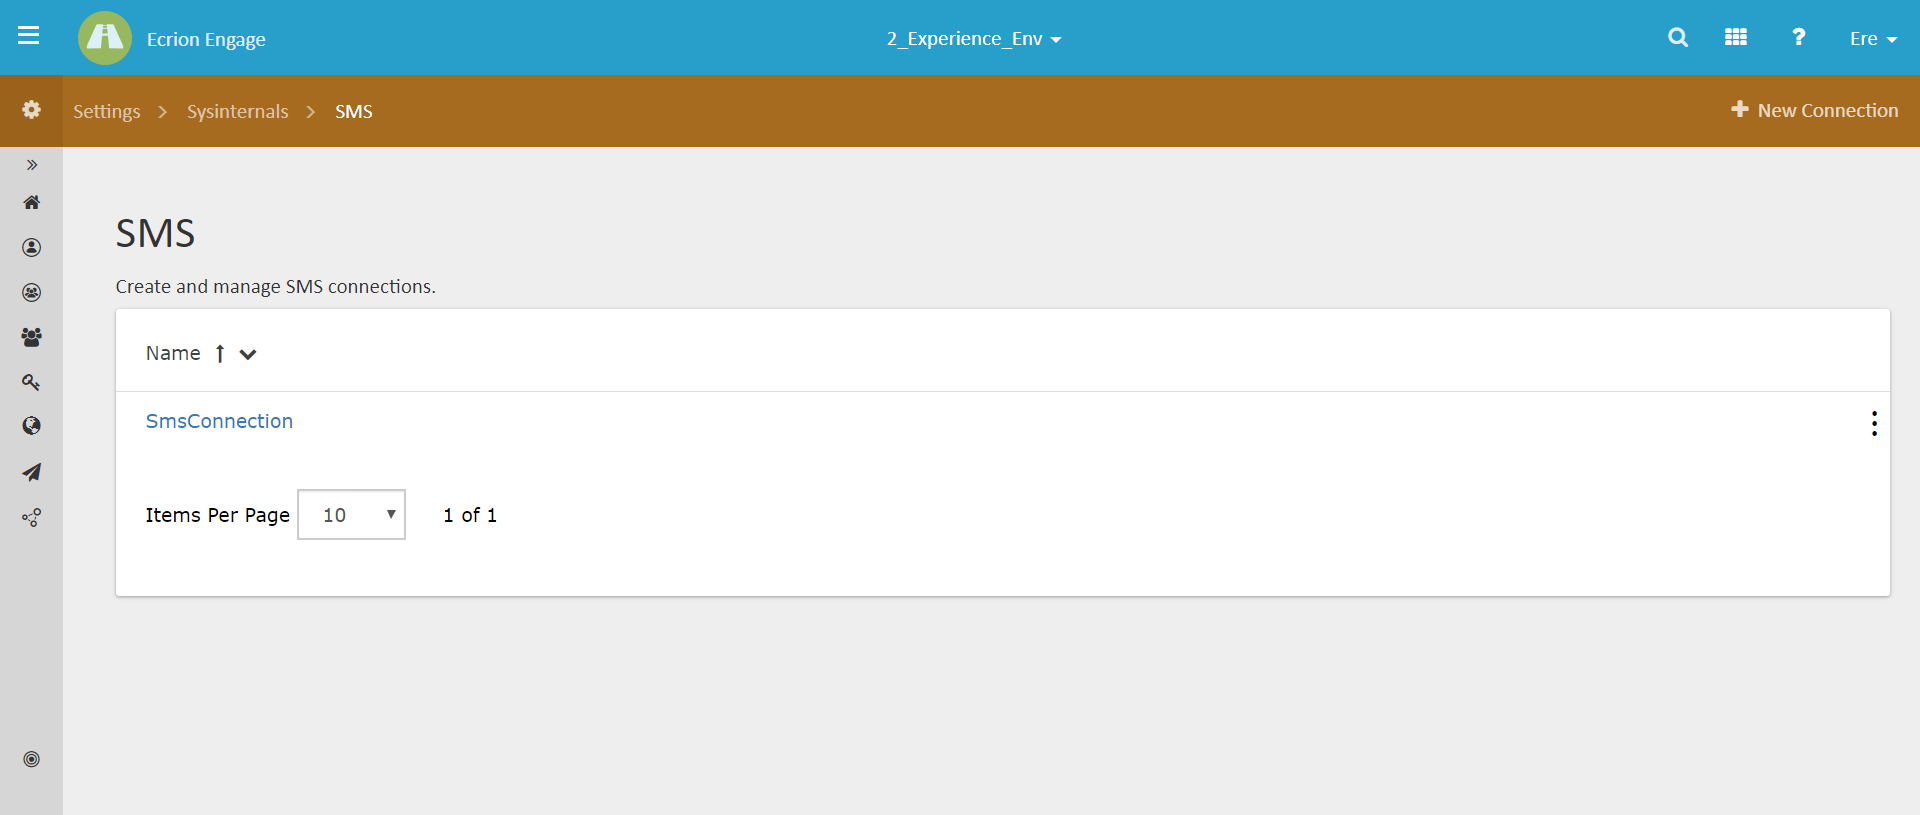 Ecrion Engage
2_Experience_Env
?
Ere
Settings > Sysinternals > SMS
+ New Connection
SMS
Create and manage SMS connections.
Name
SmsConnection
Items Per Page 10 1 of 1